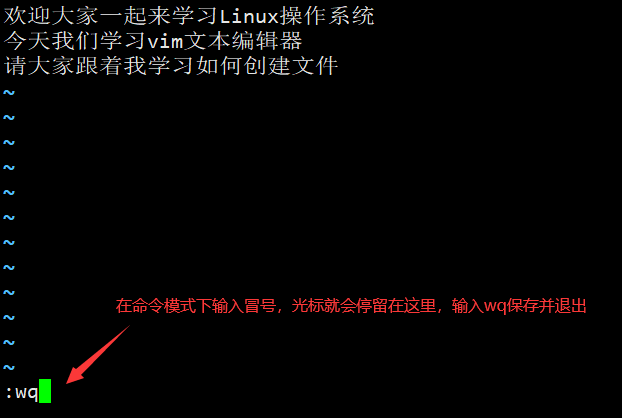 欢迎大家一起来学习Linux操作系统
今天我们学习vim文本编辑器
请大家跟着我学习如何创建文件
~
~
~
~
~
~
~
~
~
在命令模式下输入冒号，光标就会停留在这里，输入wq保存并退出
~
~
~
:wq